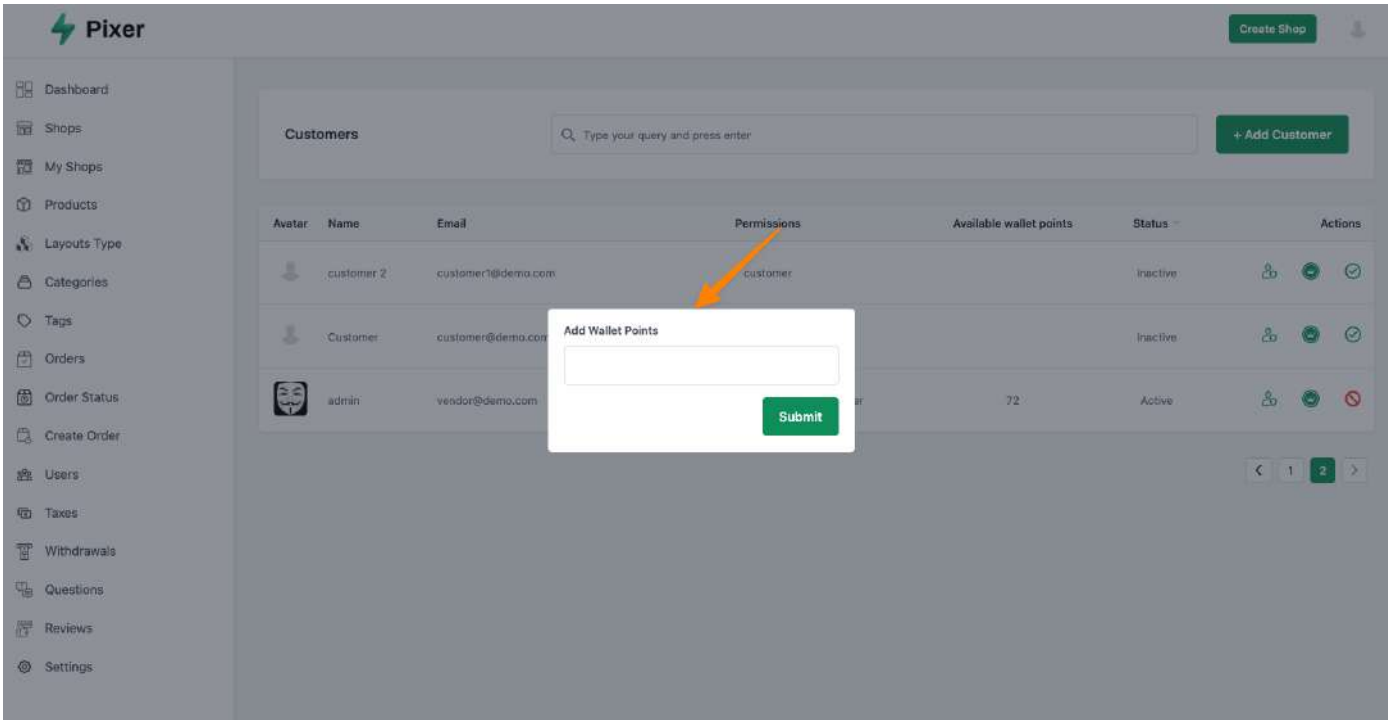 Pixer
Create Shop
Dashboard
Shops
My Shops
Products
Layouts Type
Categories
Tags
Orders
Order Status
Create Order
Users
Taxes
Withdrawals
Questions
Reviews
Settings
Customers
Type your query and press enter
+ Add Customer
Avatar Name Email Permissions Available wallet points Status Actions
customer 2 customer1@demo.com customer Inactive
Customer customer@demo.com Inactive
admin vendor@demo.com 72 Active
Add Wallet Points
Submit
< 1 2 >